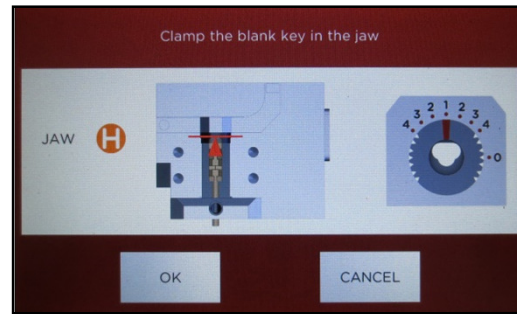 Clamp the blank key in the jaw
JAW H
4 3 2 1 2 3 4
0
OK
CANCEL